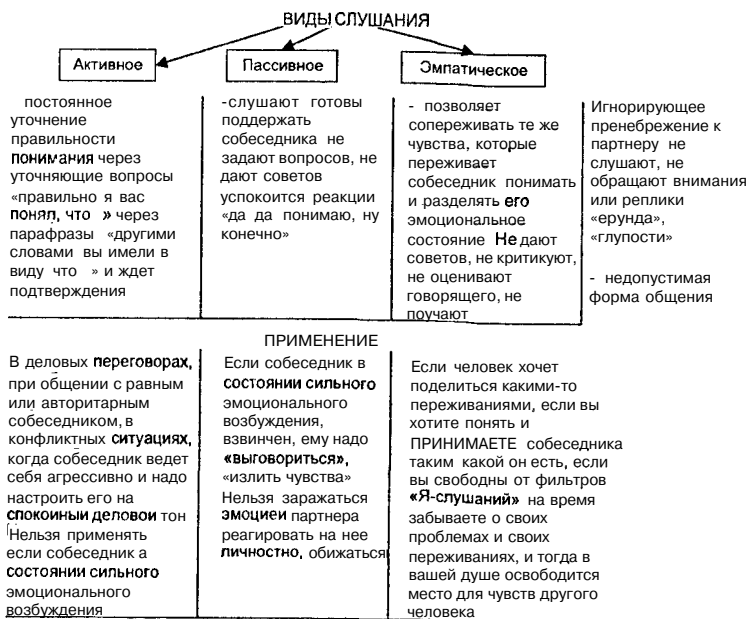 ВИДЫ СЛУШАНИЯ
Активное
Пассивное
Эмпатическое
постоянное
уточнение
правильности
понимания через
уточняющие вопросы
«правильно я вас
понял, что » через
парафразы «другими
словами вы имели в
виду что » и ждет
подтверждения
-слушают готовы
поддержать
собеседника не
задают вопросов, не
дают советов
успокоится реакции
«да да понимаю, ну
конечно»
- позволяет
сопереживать те же
чувства, которые
переживает
собеседник понимать
и разделять его
эмоциональное
состояние Не дают
советов, не критикуют,
не оценивают
говорящего, не
поучают
Игнорирующее
пренебрежение к
партнеру не
слушают, не
обращают внимания
или реплики
«ерунда»,
«глупости»
- недопустимая
форма общения
ПРИМЕНЕНИЕ
В деловых переговорах,
при общении с равным
или авторитарным
собеседником, в
конфликтных ситуациях,
когда собеседник ведет
себя агрессивно и надо
настроить его на
спокоиныи деловои тон
Нельзя применять
если собеседник а
состоянии сильного
эмоционального
возбуждения
Если собеседник в
состоянии сильного
эмоционального
возбуждения,
взвинчен, ему надо
«выговориться»,
«излить чувства»
Нельзя заражаться
эмоциеи партнера
реагировать на нее
личностно, обижаться
Если человек хочет
поделиться какими-то
переживаниями, если вы
хотите понять и
ПРИНИМАЕТЕ собеседника
таким какой он есть, если
вы свободны от фильтров
«Я-слушаний» на время
забываете о своих
проблемах и своих
переживаниях, и тогда в
вашей душе освободится
место для чувств другого
человека